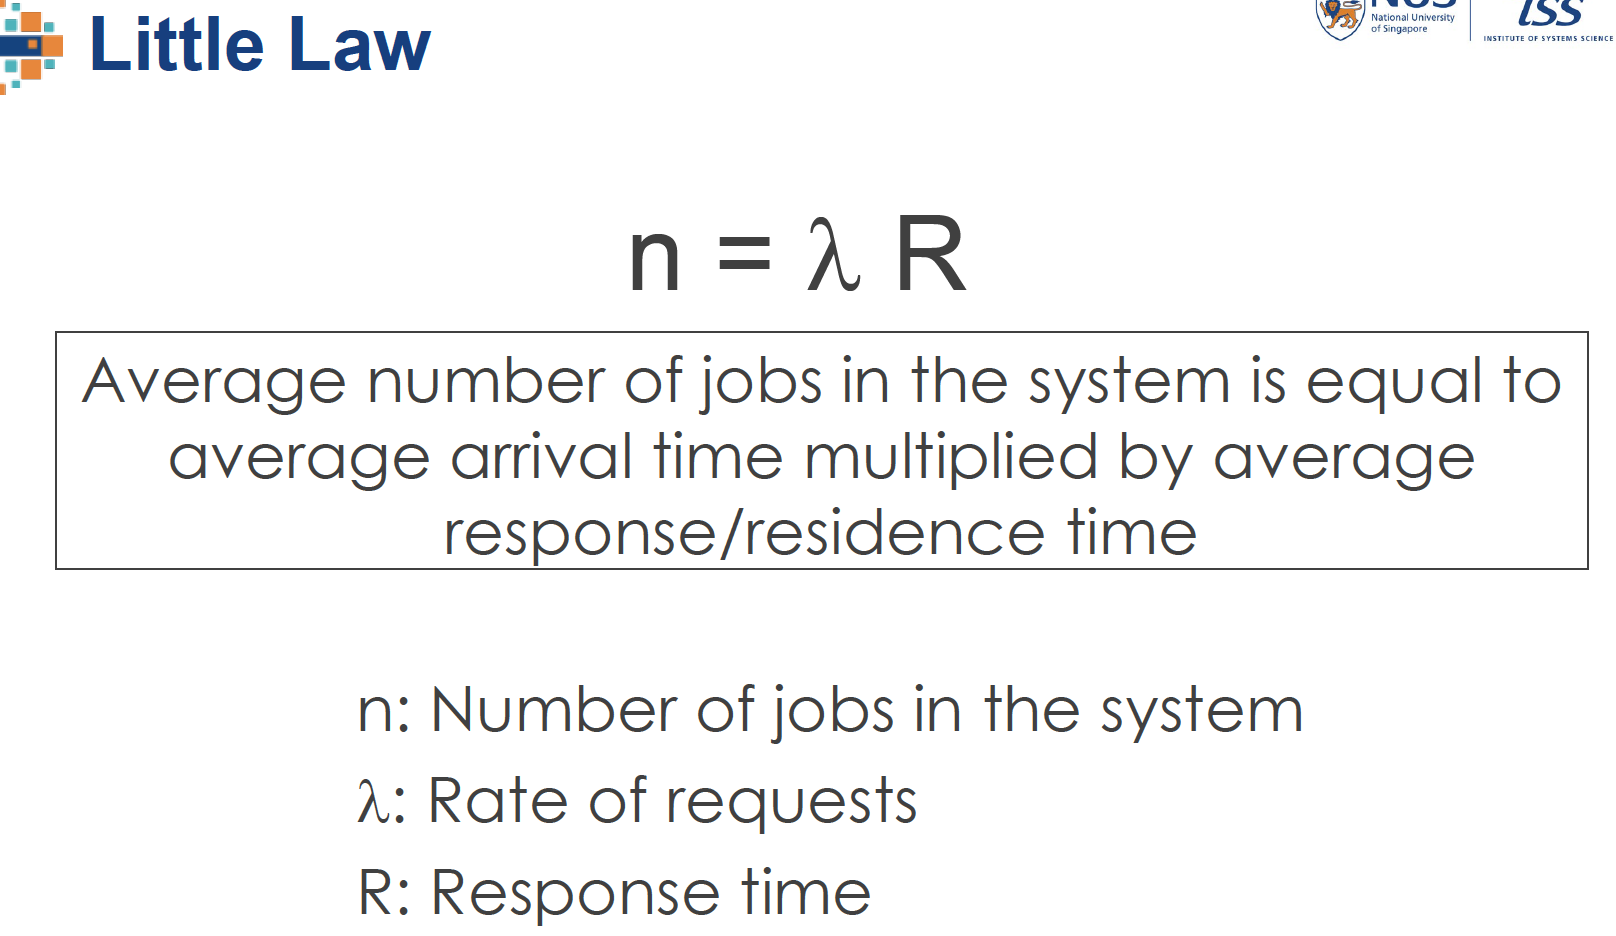 Little Law
NUS
National University
of Singapore
iss
INSTITUTE OF SYSTEMS SCIENCE
n = λ R
Average number of jobs in the system is equal to
average arrival time multiplied by average
response/residence time
n: Number of jobs in the system
λ: Rate of requests
R: Response time